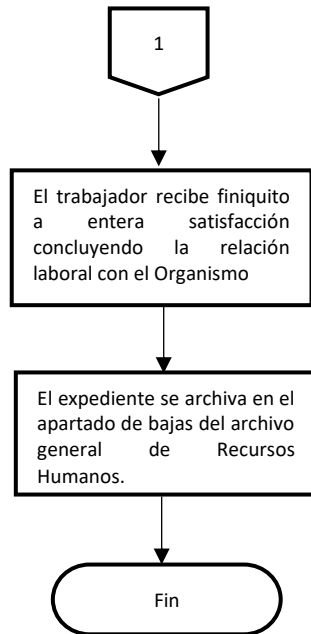 1
El trabajador recibe finiquito
a entera satisfacción
concluyendo la relación
laboral con el Organismo
El expediente se archiva en el
apartado de bajas del archivo
general de Recursos
Humanos.
Fin